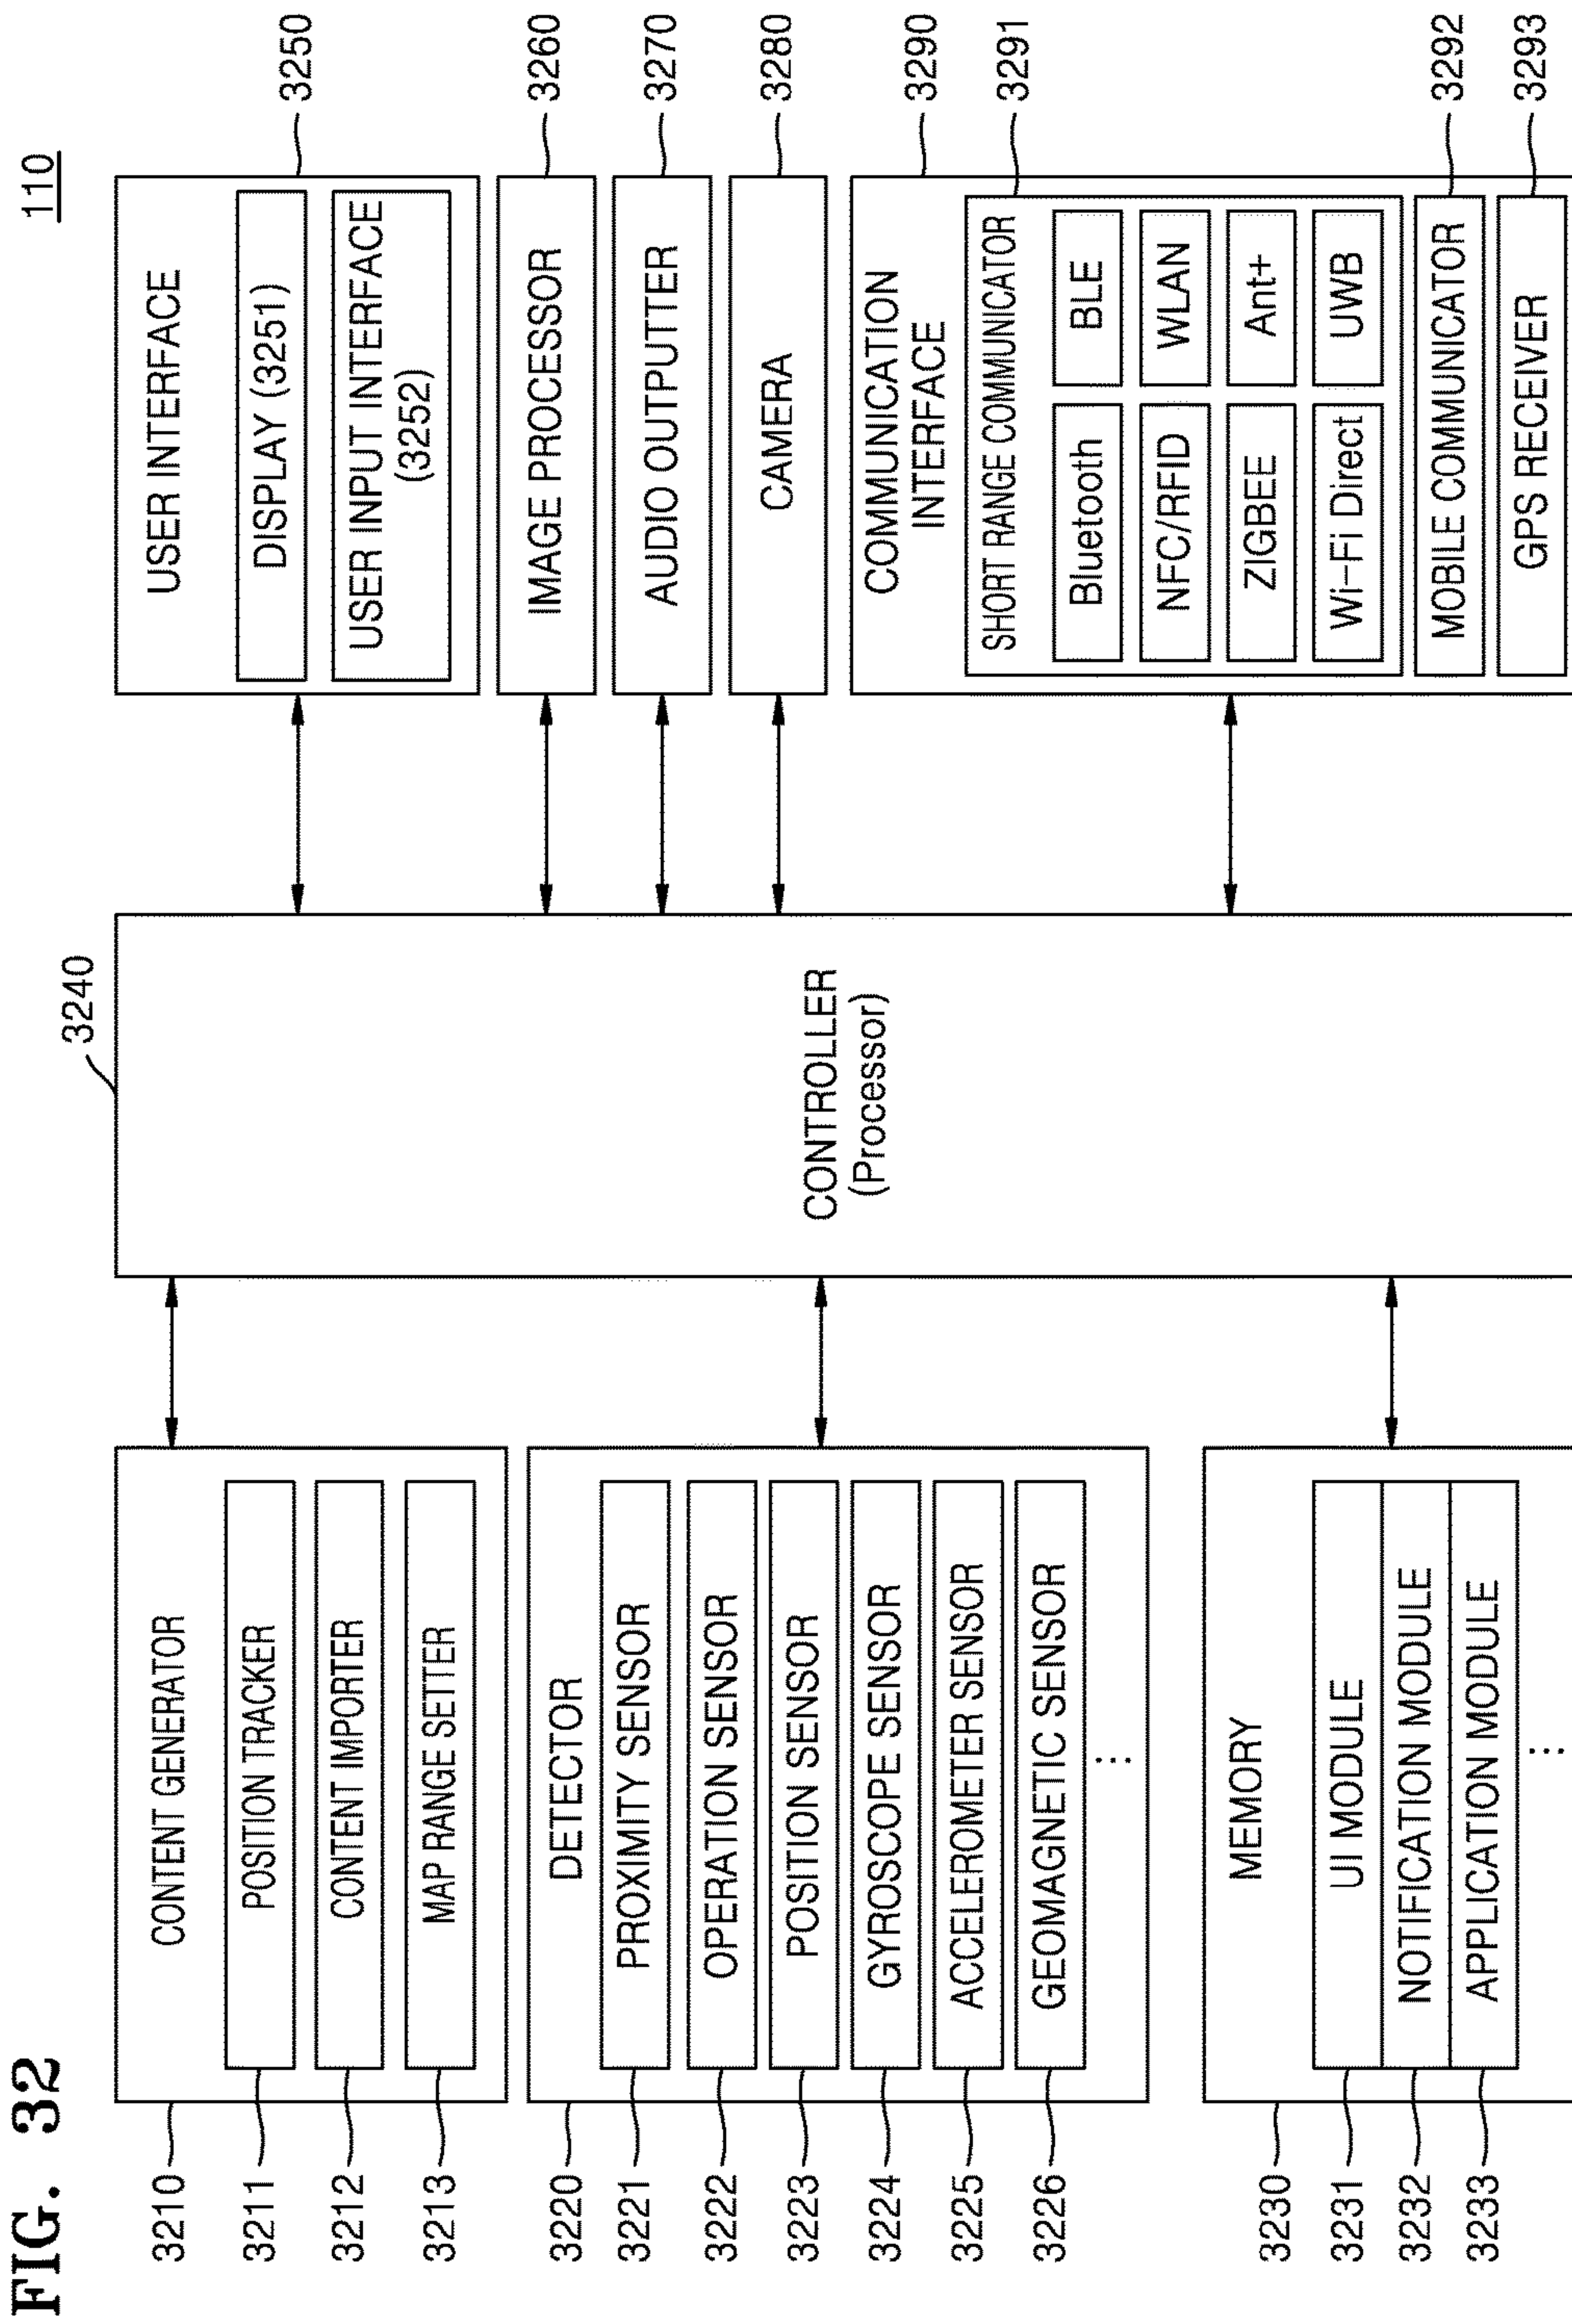 FIG. 32
110
3240
3210
CONTENT GENERATOR
3211
POSITION TRACKER
3212
CONTENT IMPORTER
3213
MAP RANGE SETTER
3220
DETECTOR
3221
PROXIMITY SENSOR
3222
OPERATION SENSOR
3223
POSITION SENSOR
3224
GYROSCOPE SENSOR
3225
ACCELEROMETER SENSOR
3226
GEOMAGNETIC SENSOR
⋮
3230
MEMORY
3231
UI MODULE
3232
NOTIFICATION MODULE
3233
APPLICATION MODULE
⋮
CONTROLLER
(Processor)
USER INTERFACE
3250
DISPLAY (3251)
USER INPUT INTERFACE
(3252)
IMAGE PROCESSOR
3260
AUDIO OUTPUTTER
3270
CAMERA
3280
COMMUNICATION
INTERFACE
3290
SHORT RANGE COMMUNICATOR
3291
Bluetooth
BLE
NFC/RFID
WLAN
ZIGBEE
Ant+
Wi-Fi Direct
UWB
MOBILE COMMUNICATOR
3292
GPS RECEIVER
3293